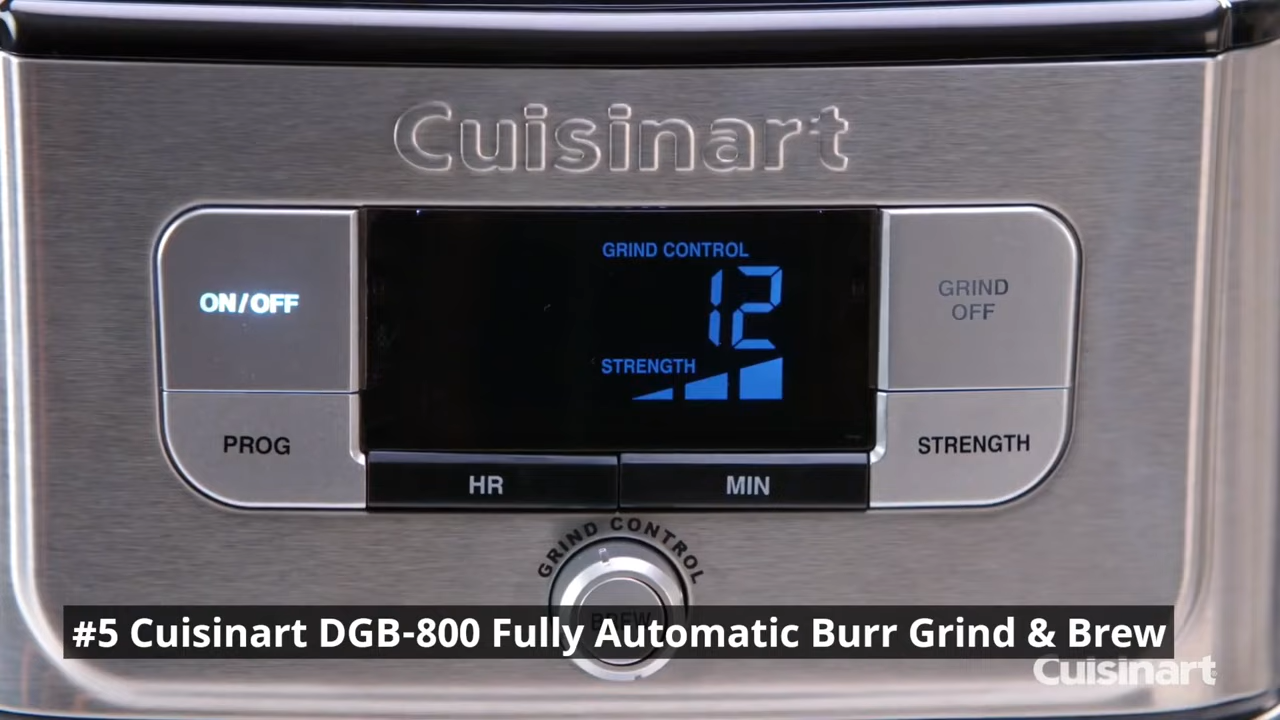 Cuisinart
GRIND CONTROL
12
STRENGTH
ON/OFF
GRIND
OFF
PROG
STRENGTH
HR
MIN
GRIND CONTROL
BREW
#5 Cuisinart DGB-800 Fully Automatic Burr Grind & Brew
Cuisinart